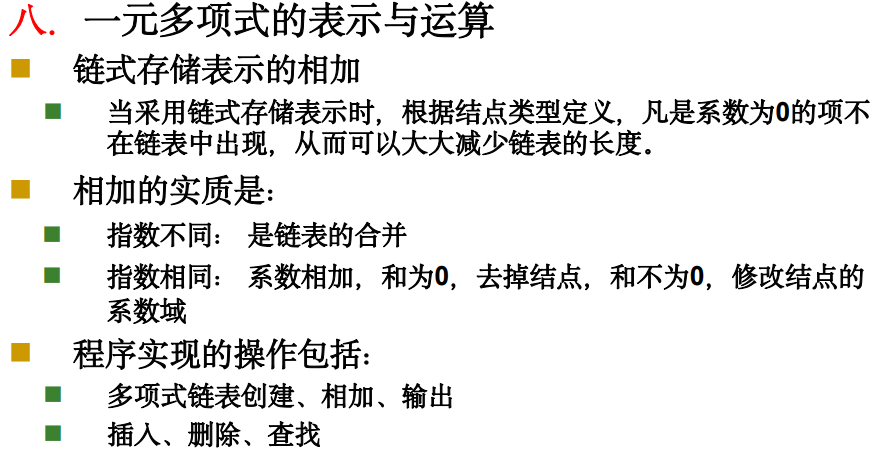 八. 一元多项式的表示与运算
链式存储表示的相加
当采用链式存储表示时，根据结点类型定义，凡是系数为0的项不
在链表中出现，从而可以大大减少链表的长度。
相加的实质是：
指数不同： 是链表的合并
指数相同： 系数相加，和为0，去掉结点，和不为0，修改结点的
系数域
程序实现的操作包括：
多项式链表创建、相加、输出
插入、删除、查找